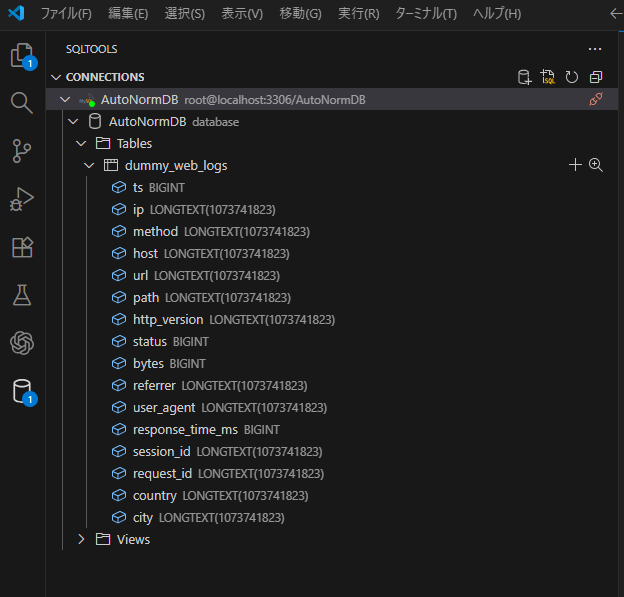 ファイル(F) 編集(E) 選択(S) 表示(V) 移動(G) 実行(R) ターミナル(T) ヘルプ(H)
SQLTOOLS
CONNECTIONS
AutoNormDB root@localhost:3306/AutoNormDB
AutoNormDB database
Tables
dummy_web_logs
ts BIGINT
ip LONGTEXT(1073741823)
method LONGTEXT(1073741823)
host LONGTEXT(1073741823)
url LONGTEXT(1073741823)
path LONGTEXT(1073741823)
http_version LONGTEXT(1073741823)
status BIGINT
bytes BIGINT
referrer LONGTEXT(1073741823)
user_agent LONGTEXT(1073741823)
response_time_ms BIGINT
session_id LONGTEXT(1073741823)
request_id LONGTEXT(1073741823)
country LONGTEXT(1073741823)
city LONGTEXT(1073741823)
Views
1
1